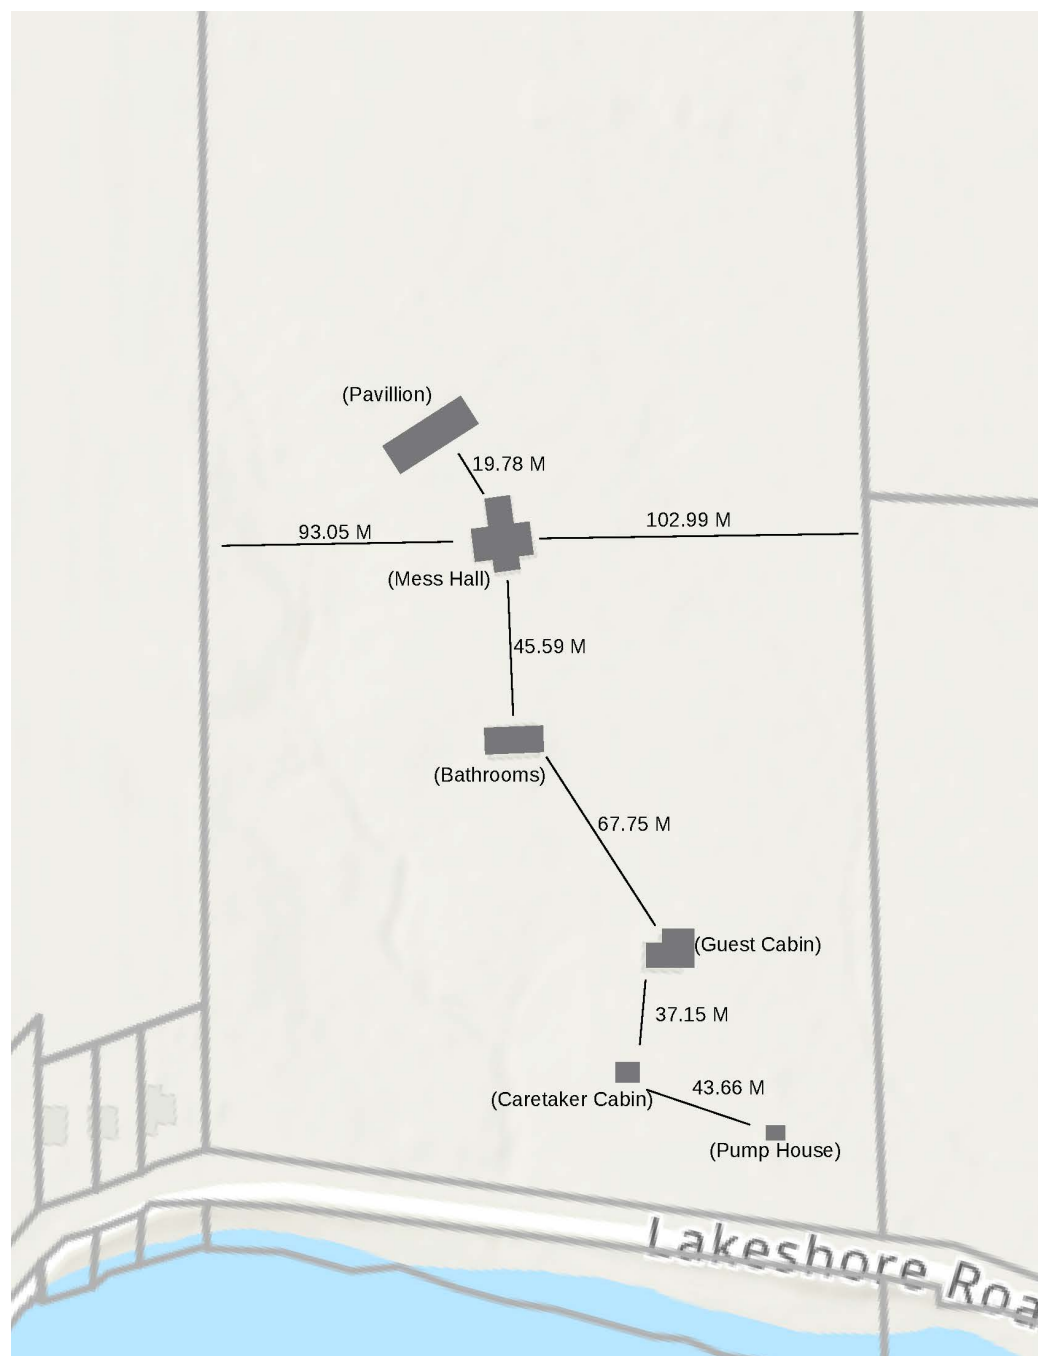 (Pavillion)
19.78 M
93.05 M
102.99 M
(Mess Hall)
45.59 M
(Bathrooms)
67.75 M
(Guest Cabin)
37.15 M
43.66 M
(Caretaker Cabin)
(Pump House)
Lakeshore Roa